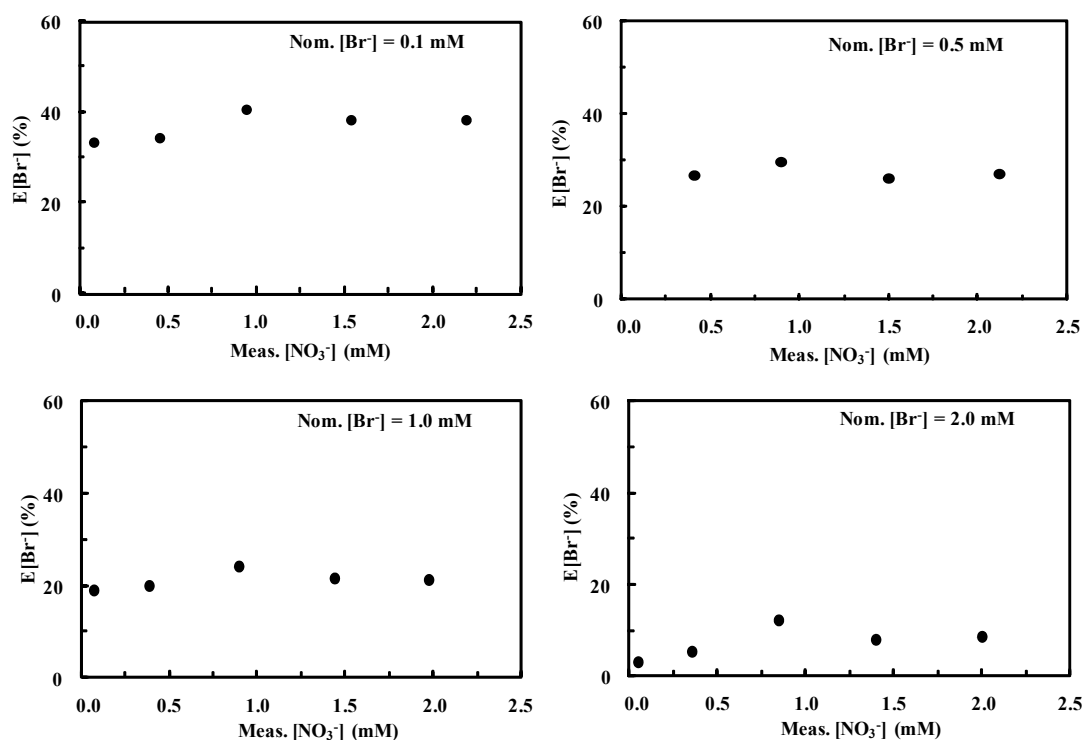 60
Nom. [Br⁻] = 0.1 mM
40
E[Br⁻] (%)
20
0
0.0 0.5 1.0 1.5 2.0 2.5
Meas. [NO₃⁻] (mM)
60
Nom. [Br⁻] = 0.5 mM
40
E[Br⁻] (%)
20
0
0.0 0.5 1.0 1.5 2.0 2.5
Meas. [NO₃⁻] (mM)
60
Nom. [Br⁻] = 1.0 mM
40
E[Br⁻] (%)
20
0
0.0 0.5 1.0 1.5 2.0 2.5
Meas. [NO₃⁻] (mM)
60
Nom. [Br⁻] = 2.0 mM
40
E[Br⁻] (%)
20
0
0.0 0.5 1.0 1.5 2.0 2.5
Meas. [NO₃⁻] (mM)